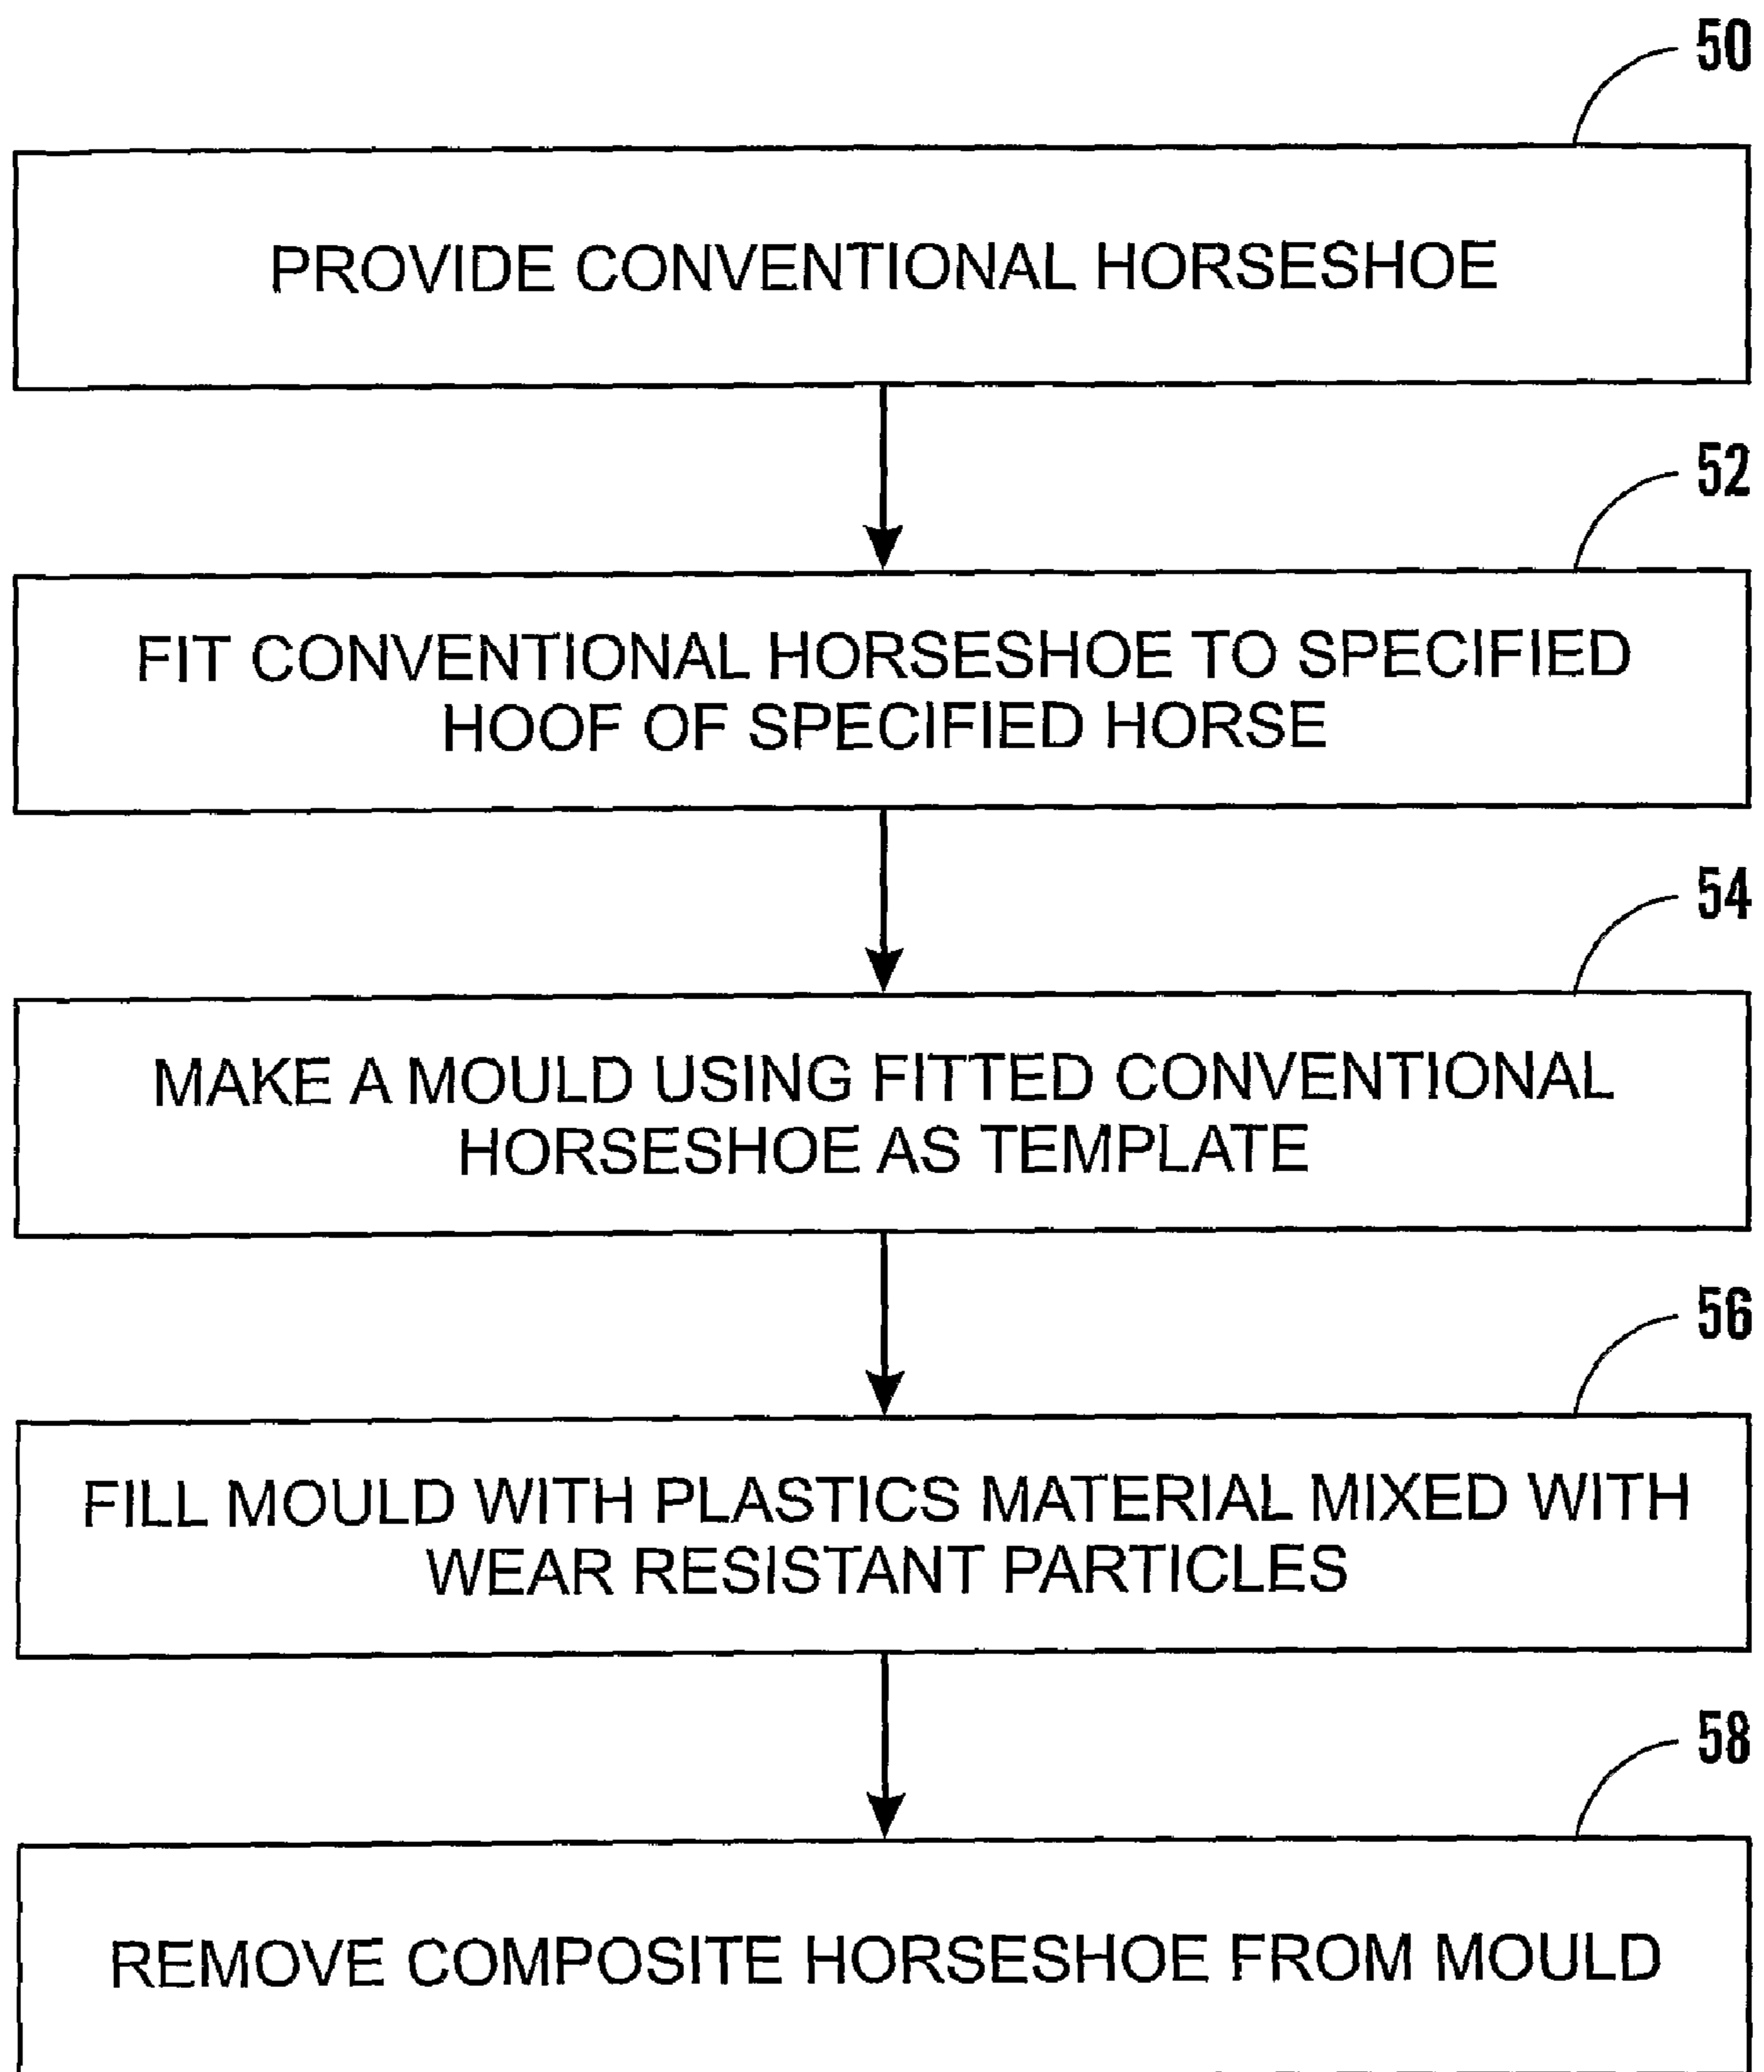 50
PROVIDE CONVENTIONAL HORSESHOE
52
FIT CONVENTIONAL HORSESHOE TO SPECIFIED
HOOF OF SPECIFIED HORSE
54
MAKE A MOULD USING FITTED CONVENTIONAL
HORSESHOE AS TEMPLATE
56
FILL MOULD WITH PLASTICS MATERIAL MIXED WITH
WEAR RESISTANT PARTICLES
58
REMOVE COMPOSITE HORSESHOE FROM MOULD